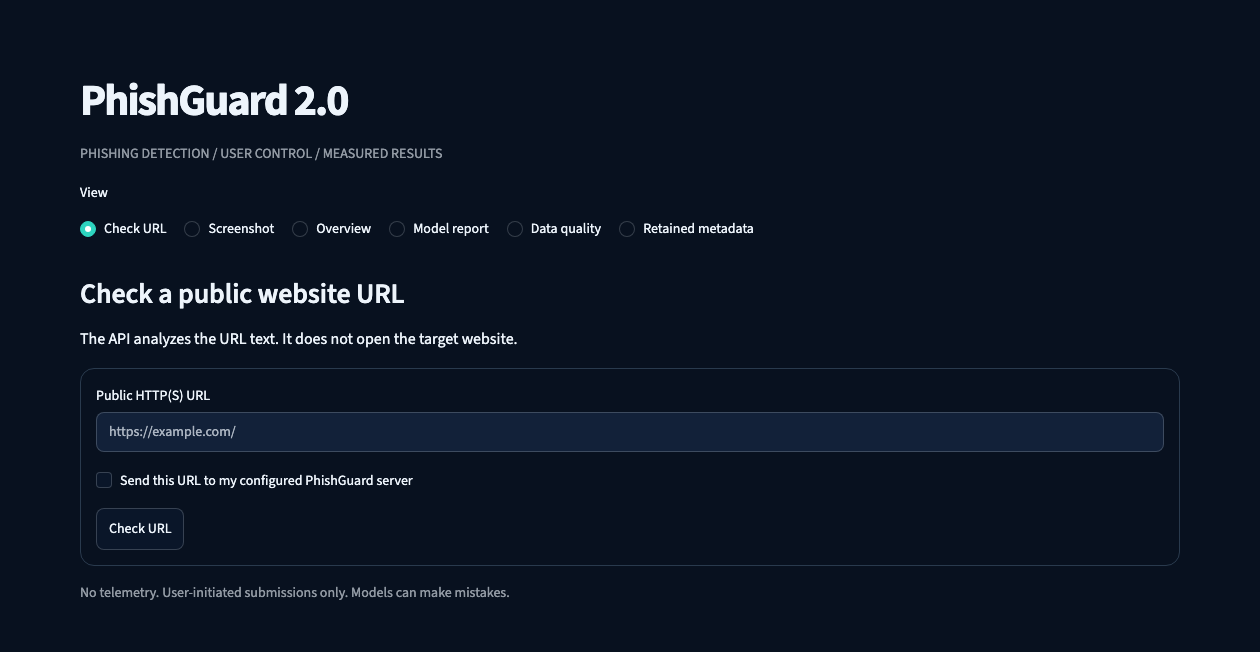 PhishGuard 2.0
PHISHING DETECTION / USER CONTROL / MEASURED RESULTS
View
Check URL Screenshot Overview Model report Data quality Retained metadata
Check a public website URL
The API analyzes the URL text. It does not open the target website.
Public HTTP(S) URL
https://example.com/
Send this URL to my configured PhishGuard server
Check URL
No telemetry. User-initiated submissions only. Models can make mistakes.